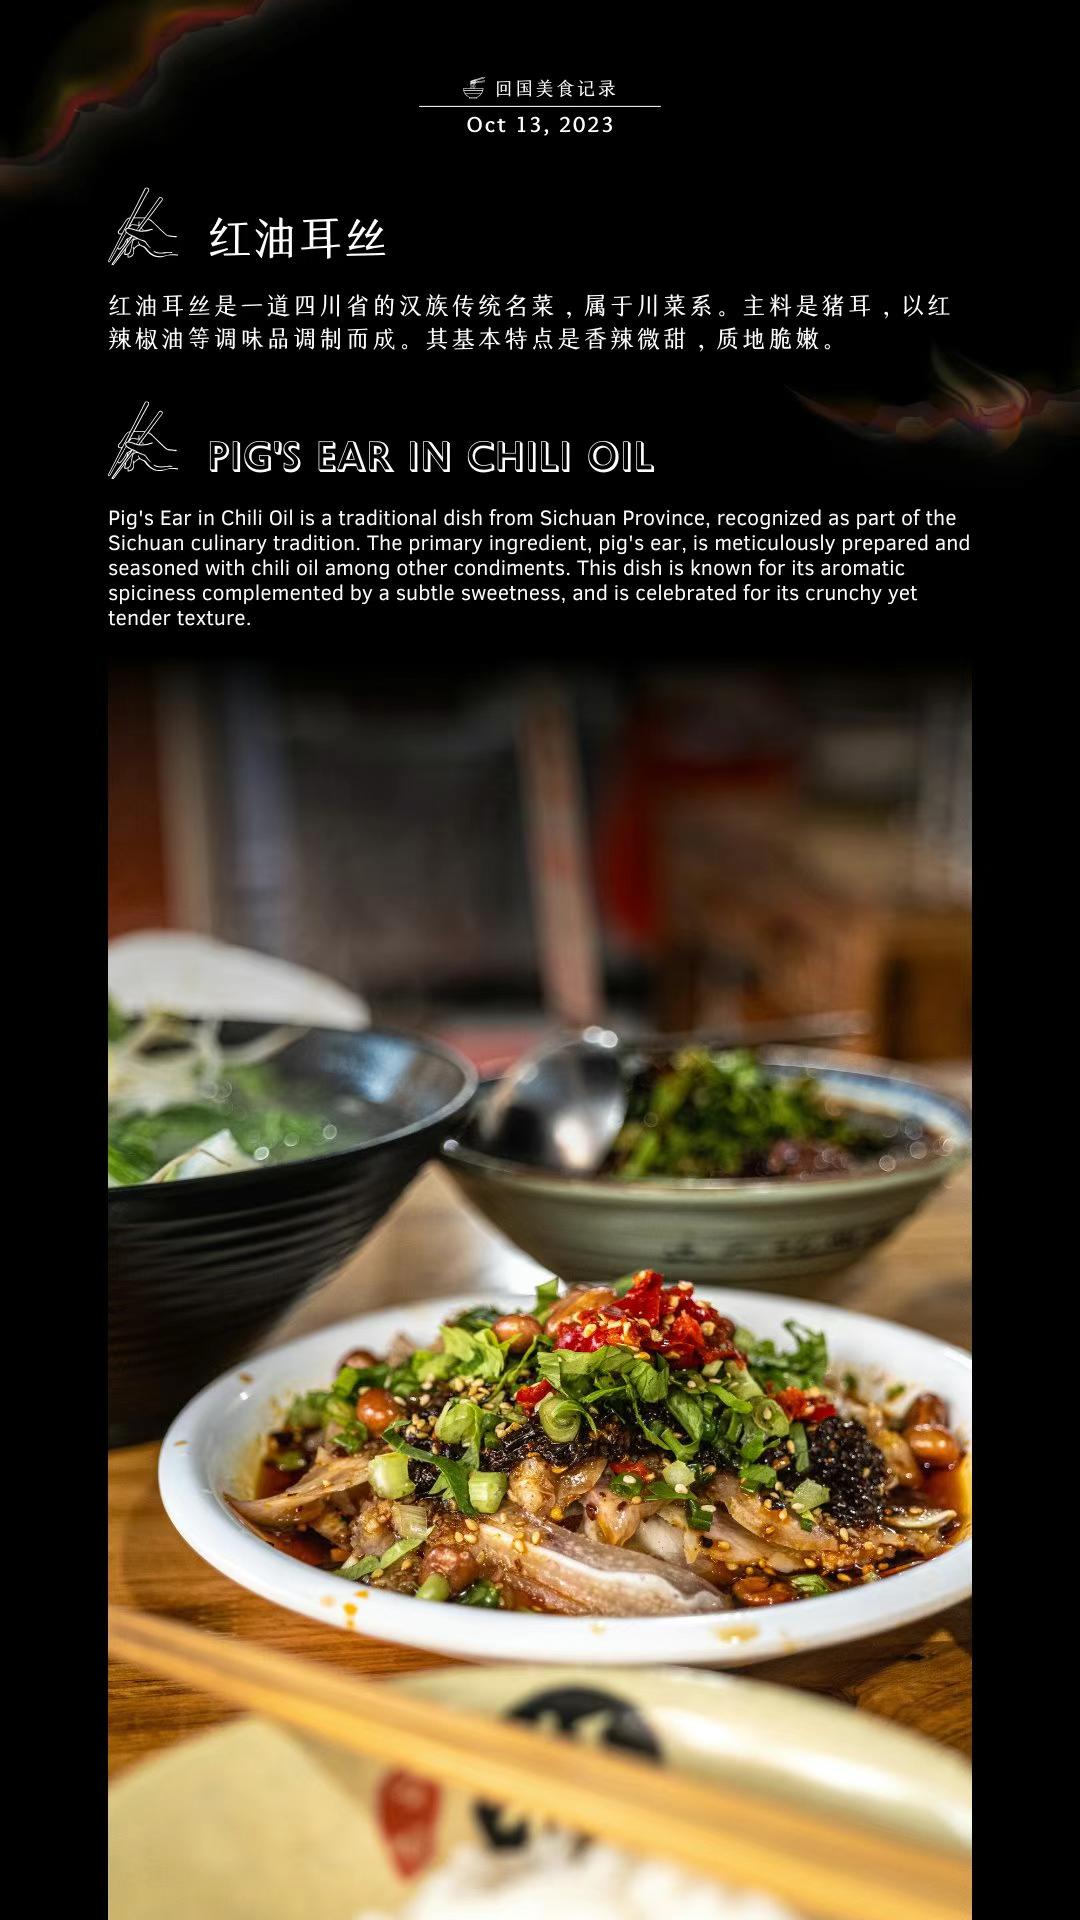 回国美食记录
Oct 13, 2023
红油耳丝
红油耳丝是一道四川省的汉族传统名菜，属于川菜系。主料是猪耳，以红
辣椒油等调味品调制而成。其基本特点是香辣微甜，质地脆嫩。
PIG'S EAR IN CHILI OIL
Pig's Ear in Chili Oil is a traditional dish from Sichuan Province, recognized as part of the
Sichuan culinary tradition. The primary ingredient, pig's ear, is meticulously prepared and
seasoned with chili oil among other condiments. This dish is known for its aromatic
spiciness complemented by a subtle sweetness, and is celebrated for its crunchy yet
tender texture.